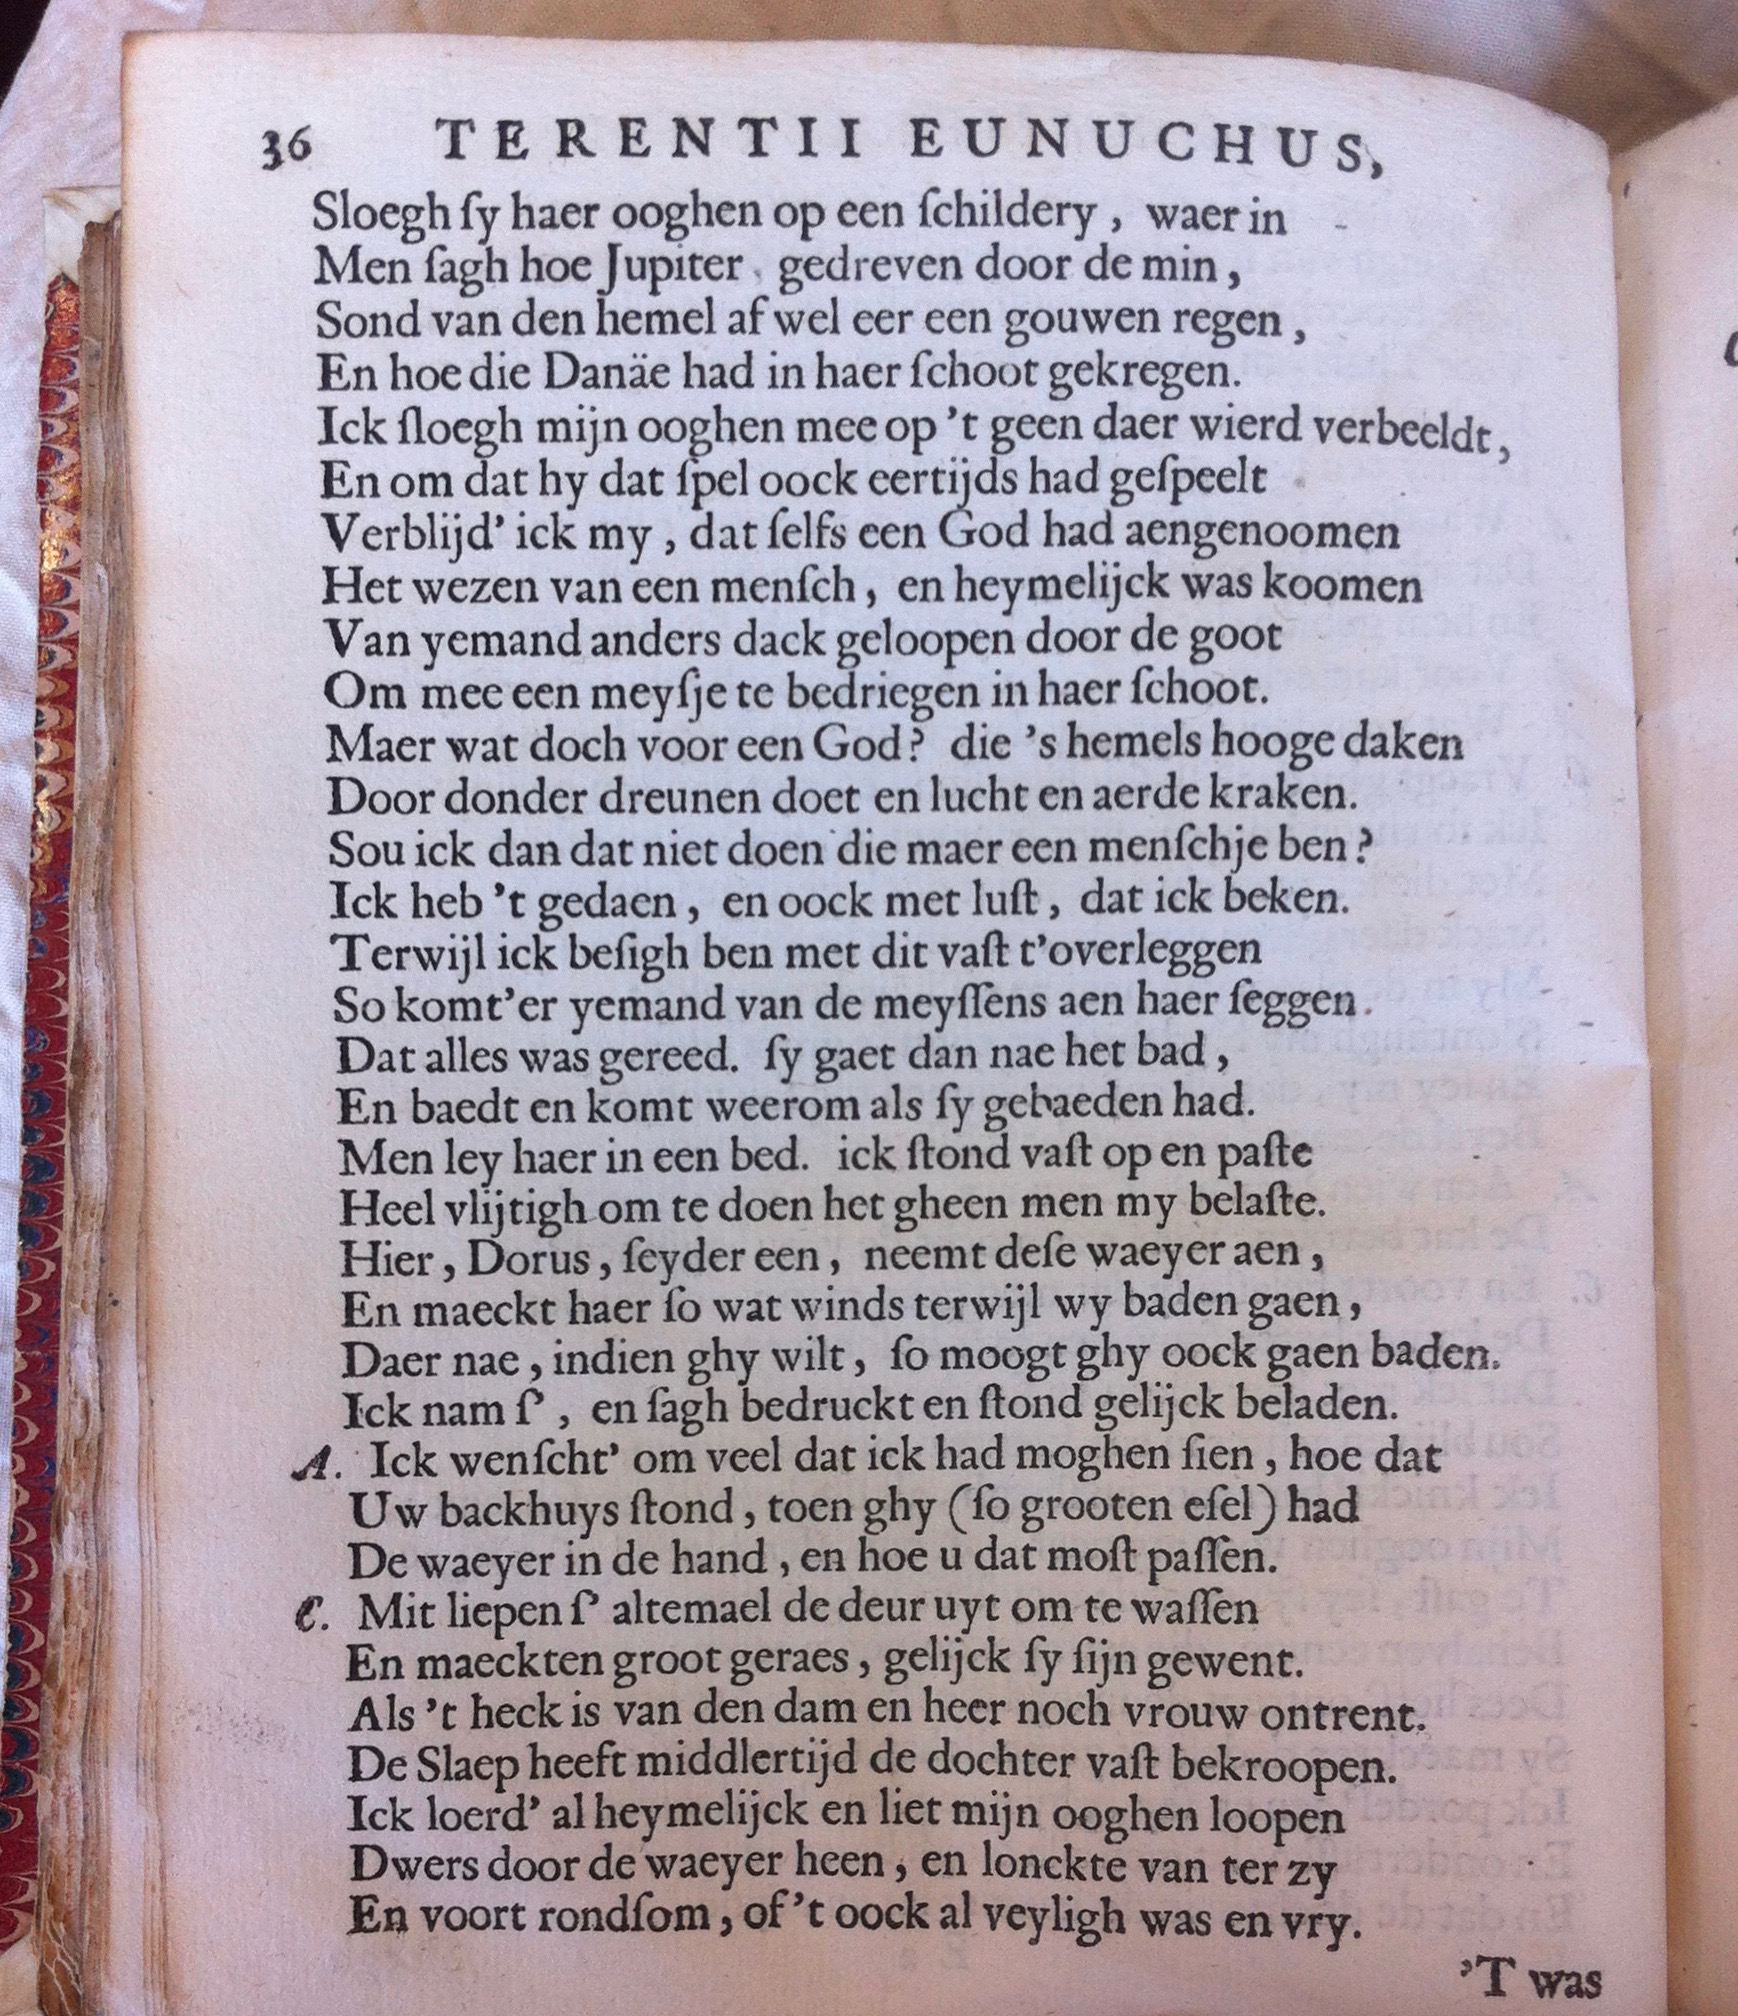 36 TERENTII EUNUCHUS,
Sloegh ſy haer ooghen op een ſchildery, waer in
Men ſagh hoe Jupiter gedreven door de min,
Sond van den hemel af wel eer een gouwen regen,
En hoe die Danäe had in haer ſchoot gekregen.
Ick ſloegh mijn ooghen mee op 't geen daer wierd verbeeldt,
En om dat hy dat ſpel oock eertijds had geſpeelt
Verblijd' ick my, dat ſelfs een God had aengenoomen
Het wezen van een menſch, en heymelijck was koomen
Van yemand anders dack geloopen door de goot
Om mee een meyſje te bedriegen in haer ſchoot.
Maer wat doch voor een God? die 's hemels hooge daken
Door donder dreunen doet en lucht en aerde kraken.
Sou ick dan dat niet doen die maer een menſchje ben?
Ick heb 't gedaen, en oock met luſt, dat ick beken.
Terwijl ick beſigh ben met dit vaſt t'overleggen
So komt'er yemand van de meyſſens aen haer ſeggen.
Dat alles was gereed. ſy gaet dan nae het bad,
En baedt en komt weerom als ſy gebaeden had.
Men ley haer in een bed. ick ſtond vaſt op en paſte
Heel vlijtigh om te doen het gheen men my belaſte.
Hier, Dorus, ſeyder een, neemt deſe waeyer aen,
En maeckt haer ſo wat winds terwijl wy baden gaen,
Daer nae, indien ghy wilt, ſo moogt ghy oock gaen baden.
Ick nam ſ', en ſagh bedruckt en ſtond gelijck beladen.
A. Ick wenſcht' om veel dat ick had moghen ſien, hoe dat
Uw backhuys ſtond, toen ghy (ſo grooten eſel) had
De waeyer in de hand, en hoe u dat moſt paſſen.
C. Mit liepen ſ' altemael de deur uyt om te waſſen
En maeckten groot geraes, gelijck ſy ſijn gewent.
Als 't heck is van den dam en heer noch vrouw ontrent.
De Slaep heeft middlertijd de dochter vaſt bekroopen.
Ick loerd' al heymelijck en liet mijn ooghen loopen
Dwers door de waeyer heen, en lonckte van ter zy
En voort rondſom, of 't oock al veyligh was en vry.
'T was